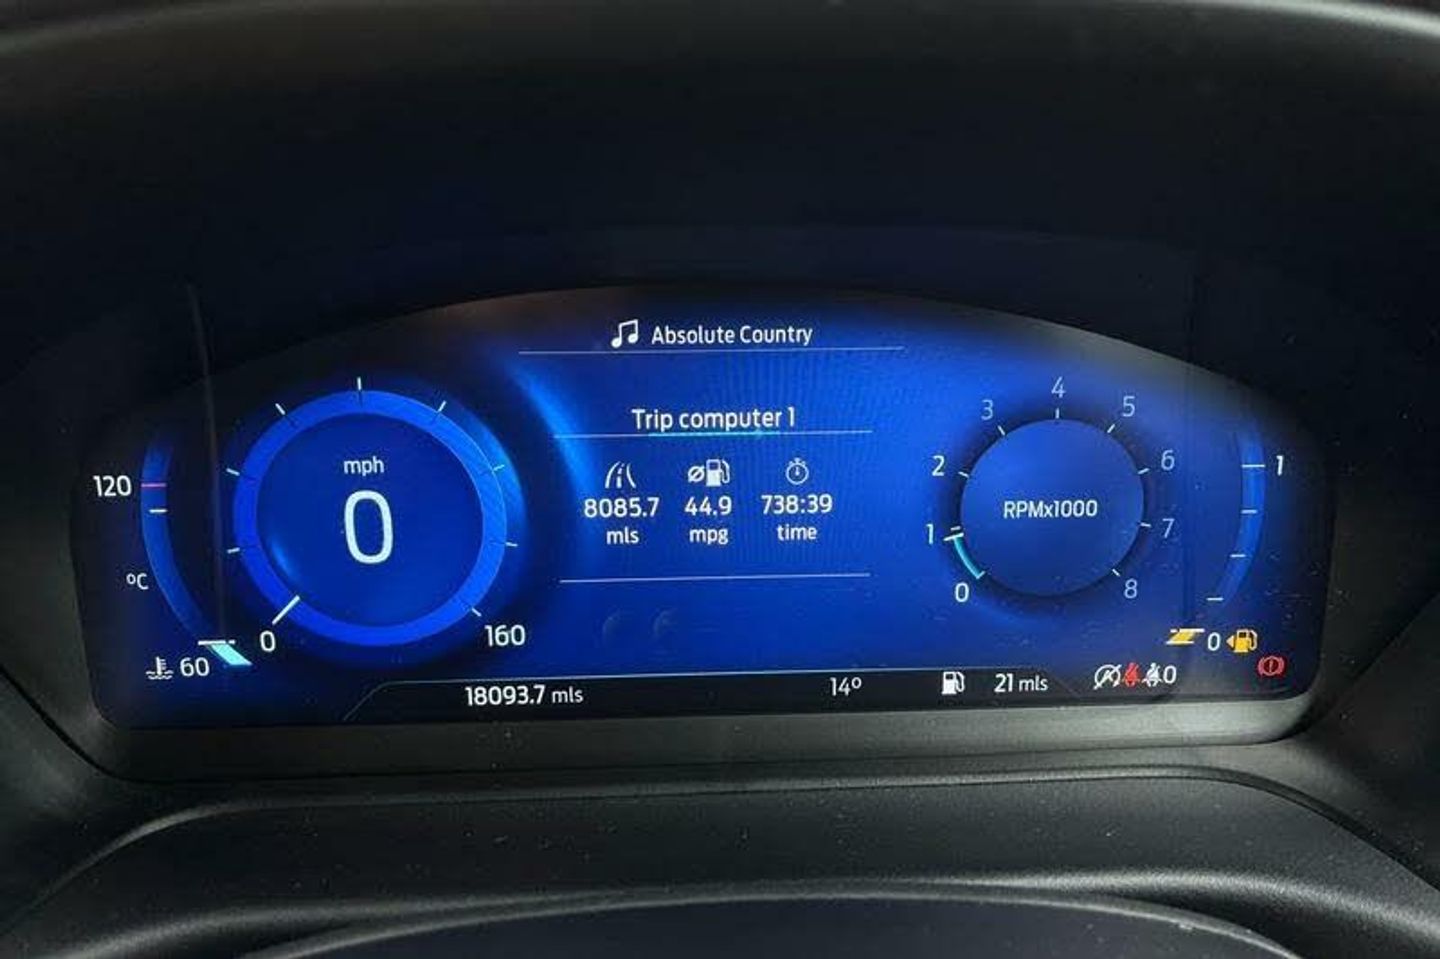 Absolute Country
Trip computer 1
8085.7 44.9 738:39
mls mpg time
mph
0
0 160
120
°C
60
RPMx1000
0 1 2 3 4 5 6 7 8
1
0
18093.7 mls 14° 21 mls 0